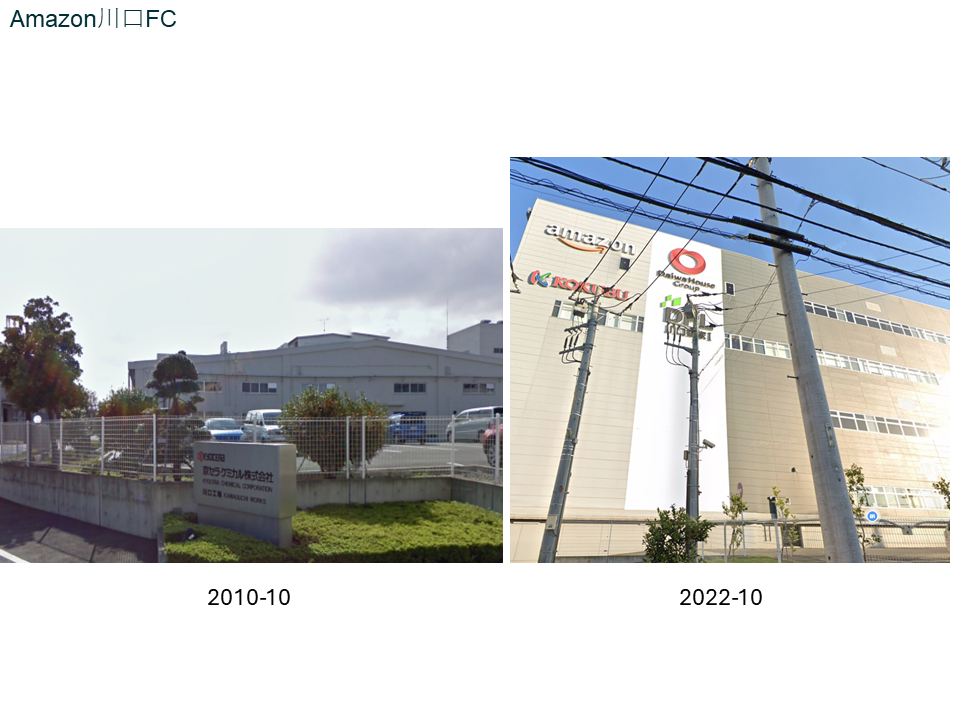 Amazon川口FC
KYOCERA
京セラケミカル株式会社
KYOCERA CHEMICAL CORPORATION
川口工場 KAWAGUCHI WORKS
amazon
KOKUBU
DaiwaHouse
Group
DPL
2010-10
2022-10